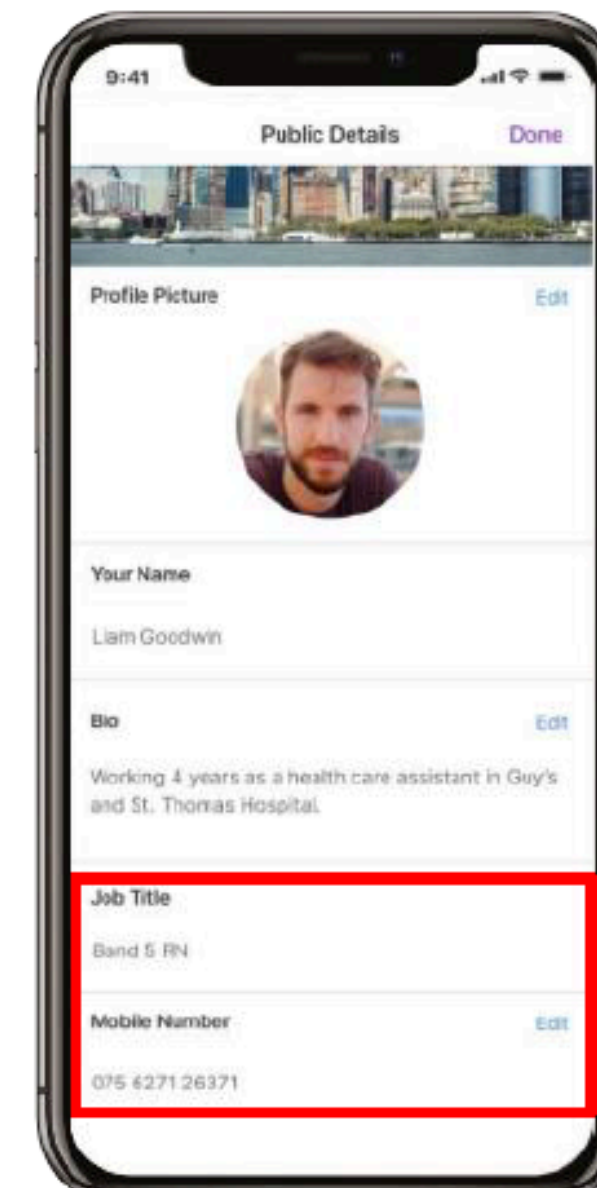 9:41
Public Details Done
Profile Picture Edit
Your Name
Liam Goodwin
Bio Edit
Working 4 years as a health care assistant in Guy's
and St. Thomas Hospital.
Job Title
Band 5 RN
Mobile Number Edit
075 6271 26371